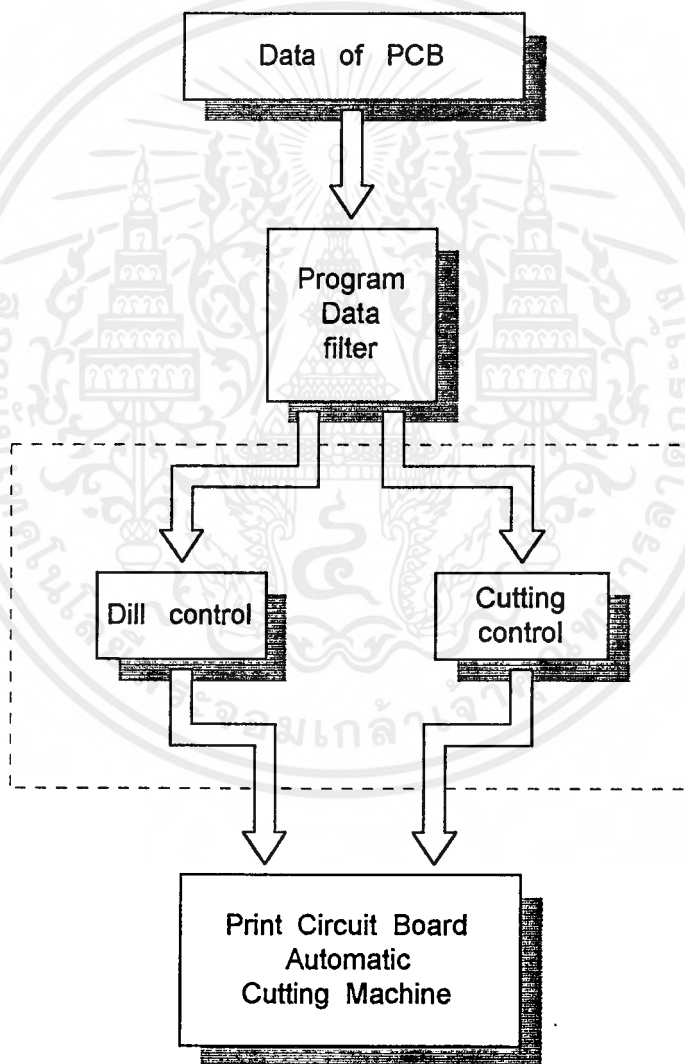 Data of PCB
Program
Data
filter
Dill control
Cutting
control
Print Circuit Board
Automatic
Cutting Machine